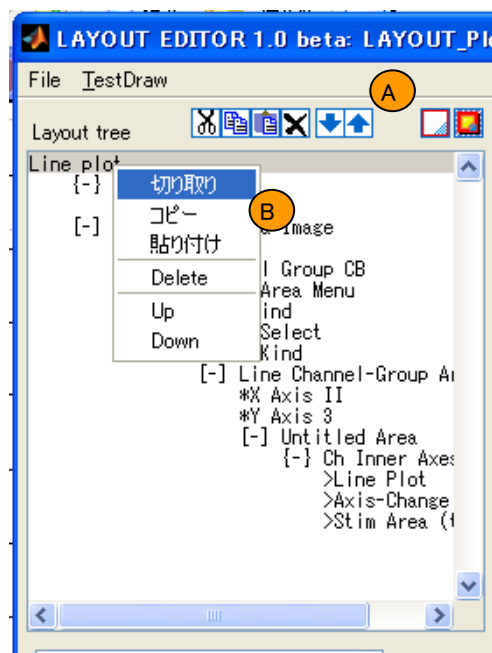 LAYOUT EDITOR 1.0 beta: LAYOUT_Pl
File TestDraw
A
Layout tree
Line plot
{-}
切り取り
[-]
コピー
B
Image
貼り付け
l Group CB
Delete
Area Menu
Up
ind
Select
Down
Kind
[-] Line Channel-Group A
*X Axis II
*Y Axis 3
[-] Untitled Area
{-} Ch Inner Axes
>Line Plot
>Axis-Change
>Stim Area (